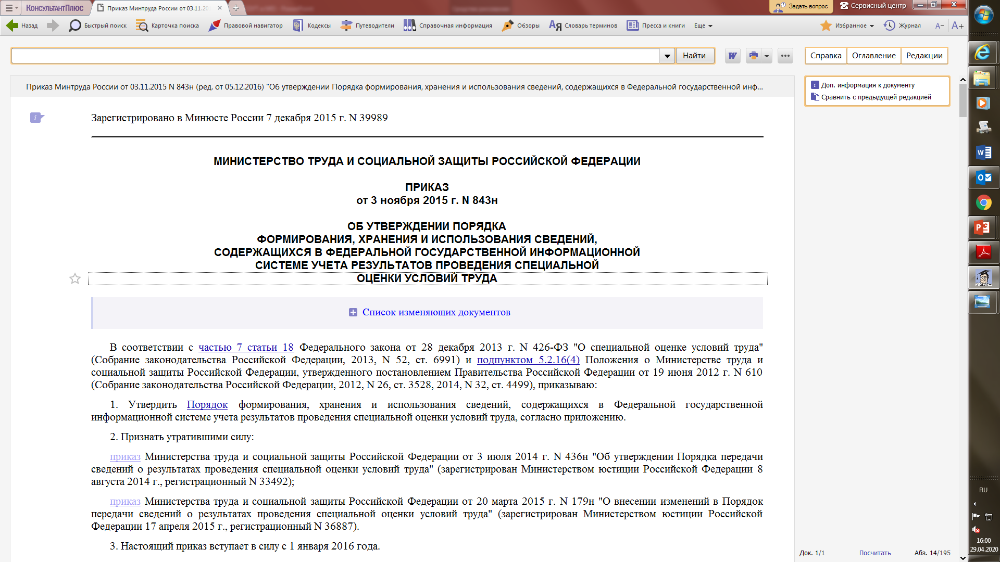 КОНСУЛЬТАНТПЛЮС
Приказ Минтруда России от 03.11.20
Задать вопрос
Сервисный центр
Назад
Быстрый поиск
Карточка поиска
Правовой навигатор
Кодексы
Путеводители
Справочная информация
Обзоры
Словарь терминов
Пресса и книги
Еще
Избранное
Журнал
A−
A+
Найти
W
Справка
Оглавление
Редакции
Приказ Минтруда России от 03.11.2015 N 843н (ред. от 05.12.2016) "Об утверждении Порядка формирования, хранения и использования сведений, содержащихся в Федеральной государственной инф...
Доп. информация к документу
Сравнить с предыдущей редакцией
i
Зарегистрировано в Минюсте России 7 декабря 2015 г. N 39989
МИНИСТЕРСТВО ТРУДА И СОЦИАЛЬНОЙ ЗАЩИТЫ РОССИЙСКОЙ ФЕДЕРАЦИИ
ПРИКАЗ
от 3 ноября 2015 г. N 843н
ОБ УТВЕРЖДЕНИИ ПОРЯДКА
ФОРМИРОВАНИЯ, ХРАНЕНИЯ И ИСПОЛЬЗОВАНИЯ СВЕДЕНИЙ,
СОДЕРЖАЩИХСЯ В ФЕДЕРАЛЬНОЙ ГОСУДАРСТВЕННОЙ ИНФОРМАЦИОННОЙ
СИСТЕМЕ УЧЕТА РЕЗУЛЬТАТОВ ПРОВЕДЕНИЯ СПЕЦИАЛЬНОЙ
ОЦЕНКИ УСЛОВИЙ ТРУДА
Список изменяющих документов
В соответствии с частью 7 статьи 18 Федерального закона от 28 декабря 2013 г. N 426-ФЗ "О специальной оценке условий труда"
(Собрание законодательства Российской Федерации, 2013, N 52, ст. 6991) и подпунктом 5.2.16(4) Положения о Министерстве труда и
социальной защиты Российской Федерации, утвержденного постановлением Правительства Российской Федерации от 19 июня 2012 г. N 610
(Собрание законодательства Российской Федерации, 2012, N 26, ст. 3528, 2014, N 32, ст. 4499), приказываю:
1. Утвердить Порядок формирования, хранения и использования сведений, содержащихся в Федеральной государственной
информационной системе учета результатов проведения специальной оценки условий труда, согласно приложению.
2. Признать утратившими силу:
приказ Министерства труда и социальной защиты Российской Федерации от 3 июля 2014 г. N 436н "Об утверждении Порядка передачи
сведений о результатах проведения специальной оценки условий труда" (зарегистрирован Министерством юстиции Российской Федерации 8
августа 2014 г., регистрационный N 33492);
приказ Министерства труда и социальной защиты Российской Федерации от 20 марта 2015 г. N 179н "О внесении изменений в Порядок
передачи сведений о результатах проведения специальной оценки условий труда" (зарегистрирован Министерством юстиции Российской
Федерации 17 апреля 2015 г., регистрационный N 36887).
3. Настоящий приказ вступает в силу с 1 января 2016 года.
Док. 1/1
Посчитать
Абз. 14/195
RU
16:00
29.04.2020